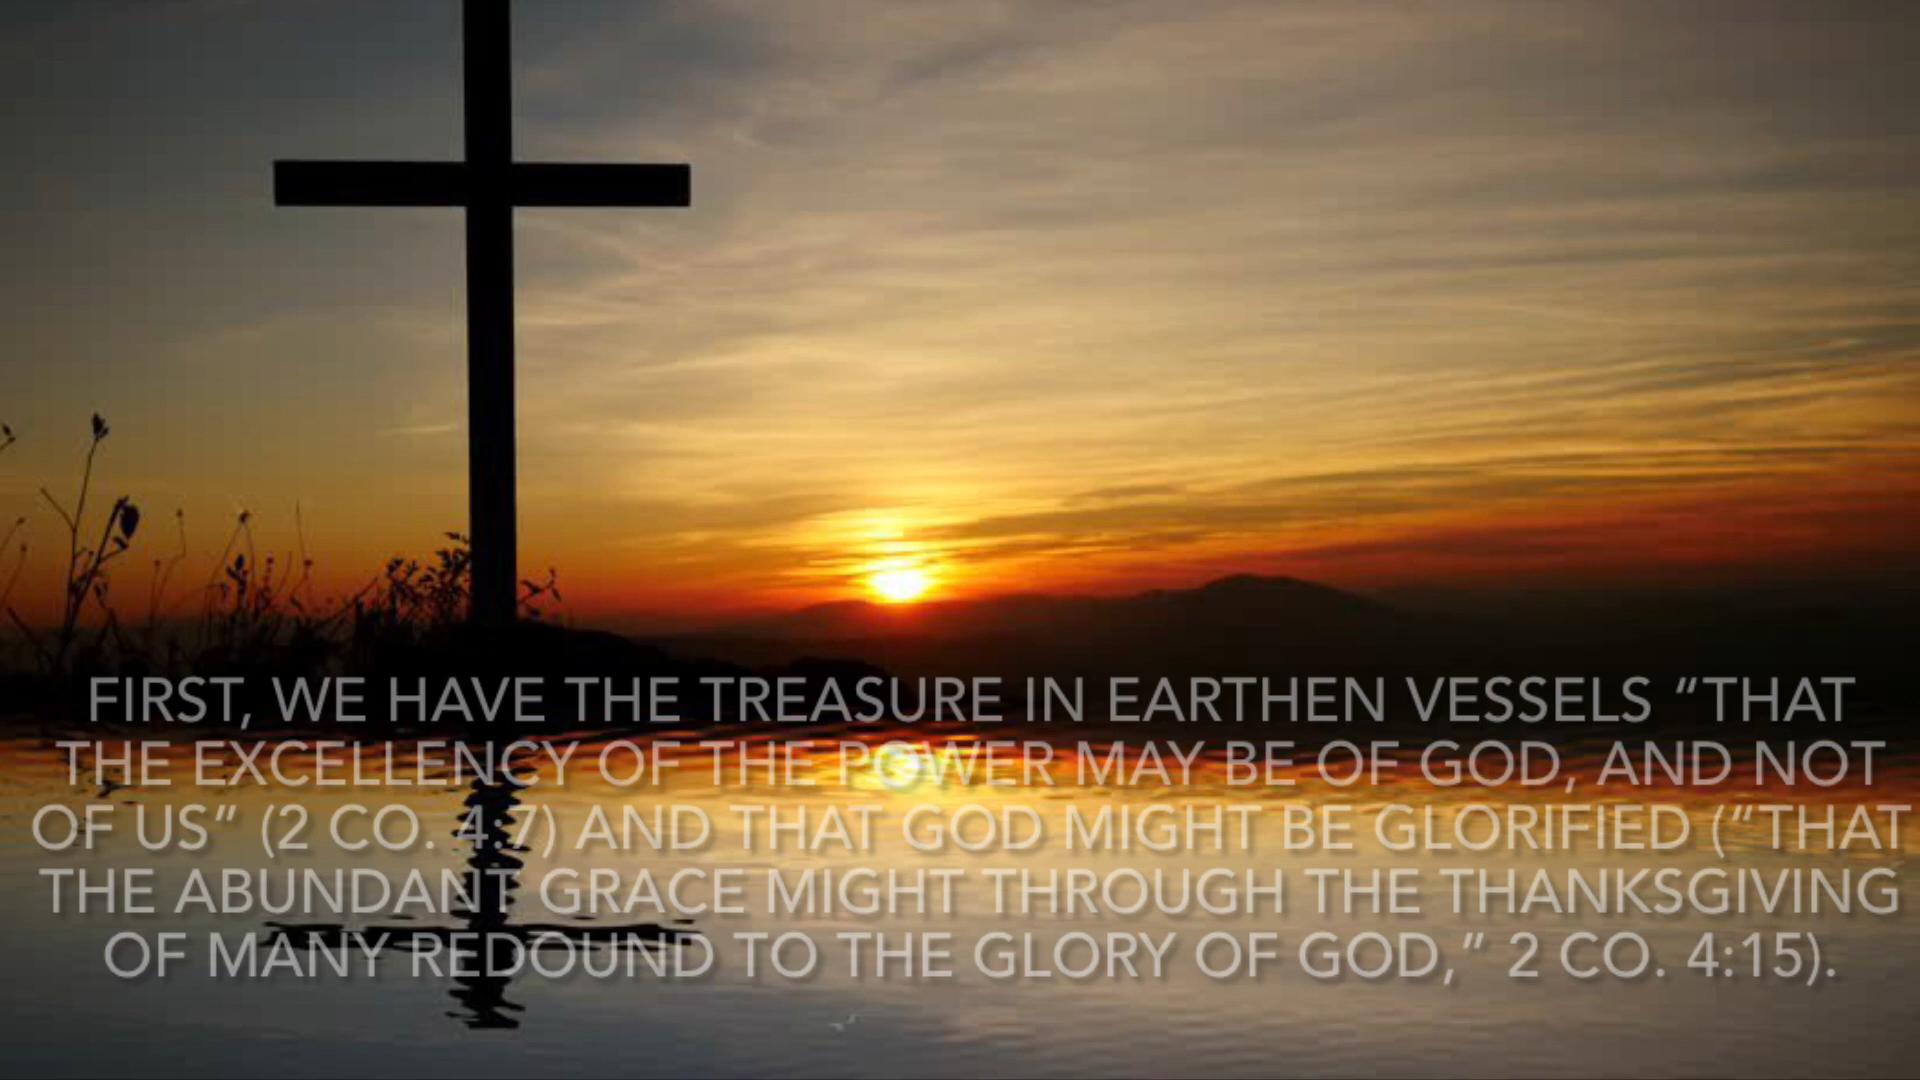 FIRST, WE HAVE THE TREASURE IN EARTHEN VESSELS “THAT
THE EXCELLENCY OF THE POWER MAY BE OF GOD, AND NOT
OF US” (2 CO. 4:7) AND THAT GOD MIGHT BE GLORIFIED (“THAT
THE ABUNDANT GRACE MIGHT THROUGH THE THANKSGIVING
OF MANY REDOUND TO THE GLORY OF GOD,” 2 CO. 4:15).